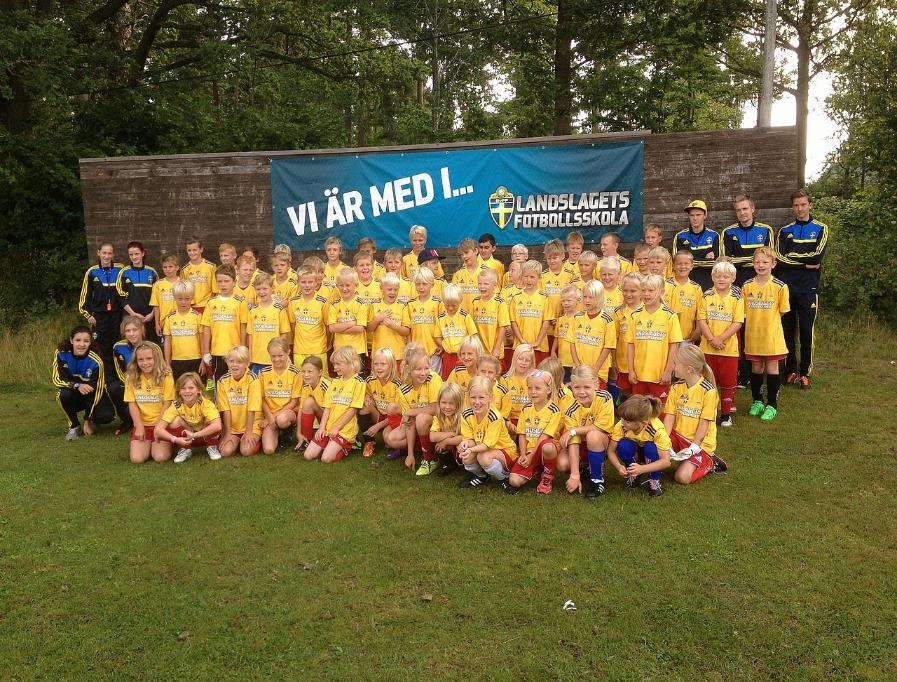 VI ÄR MED I...
LANDSLAGETS
FOTBOLLSSKOLA